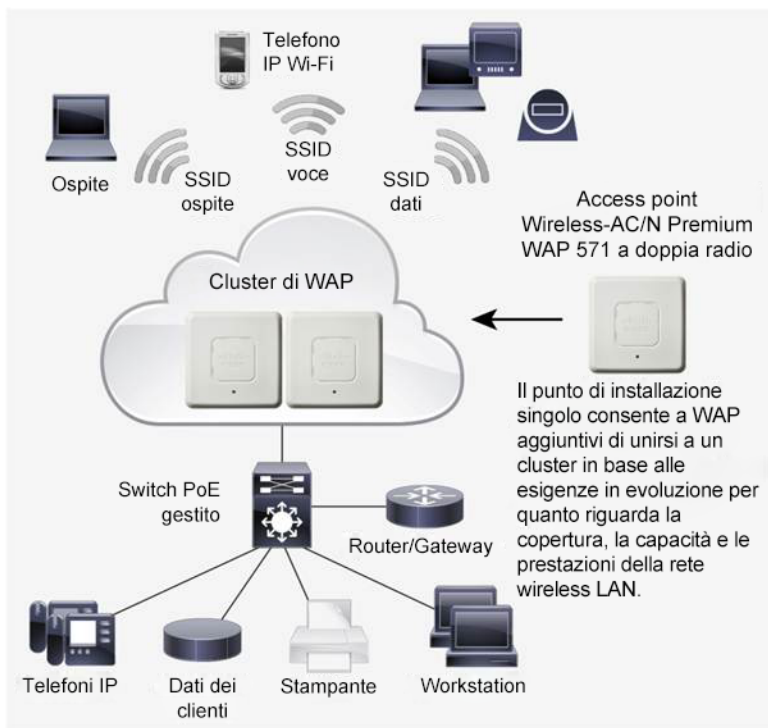 Telefono
IP Wi-Fi
Ospite
SSID
ospite
SSID
voce
SSID
dati
Access point
Wireless-AC/N Premium
WAP 571 a doppia radio
Cluster di WAP
Il punto di installazione
singolo consente a WAP
aggiuntivi di unirsi a un
cluster in base alle
esigenze in evoluzione per
quanto riguarda la
copertura, la capacità e le
prestazioni della rete
wireless LAN.
Switch PoE
gestito
Router/Gateway
Telefoni IP
Dati dei
clienti
Stampante
Workstation